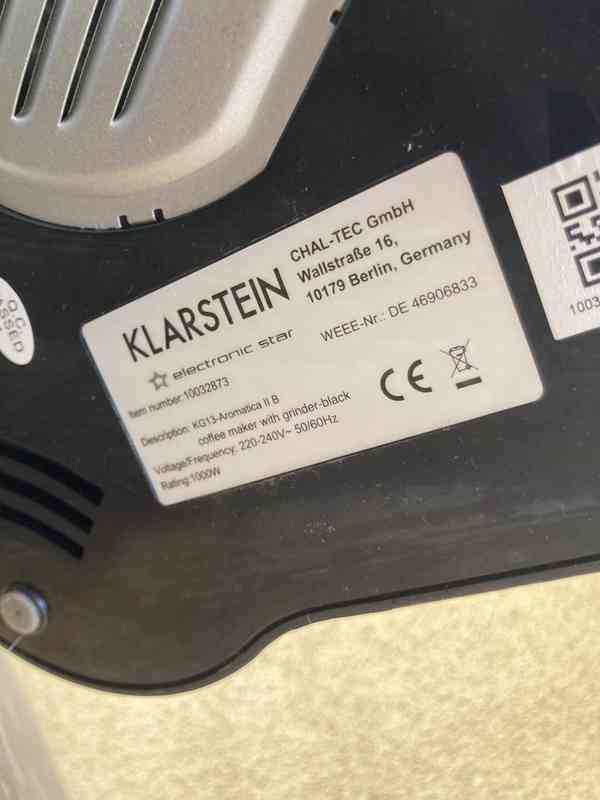 KLARSTEIN
electronic star
CHAL-TEC GmbH
Wallstraße 16,
10179 Berlin, Germany
WEEE-Nr.: DE 46906833
Item number:10032873
Description: KG13-Aromatica II B
coffee maker with grinder-black
Voltage/Frequency: 220-240V~ 50/60Hz
Rating:1000W
CE
Q.C.
1003